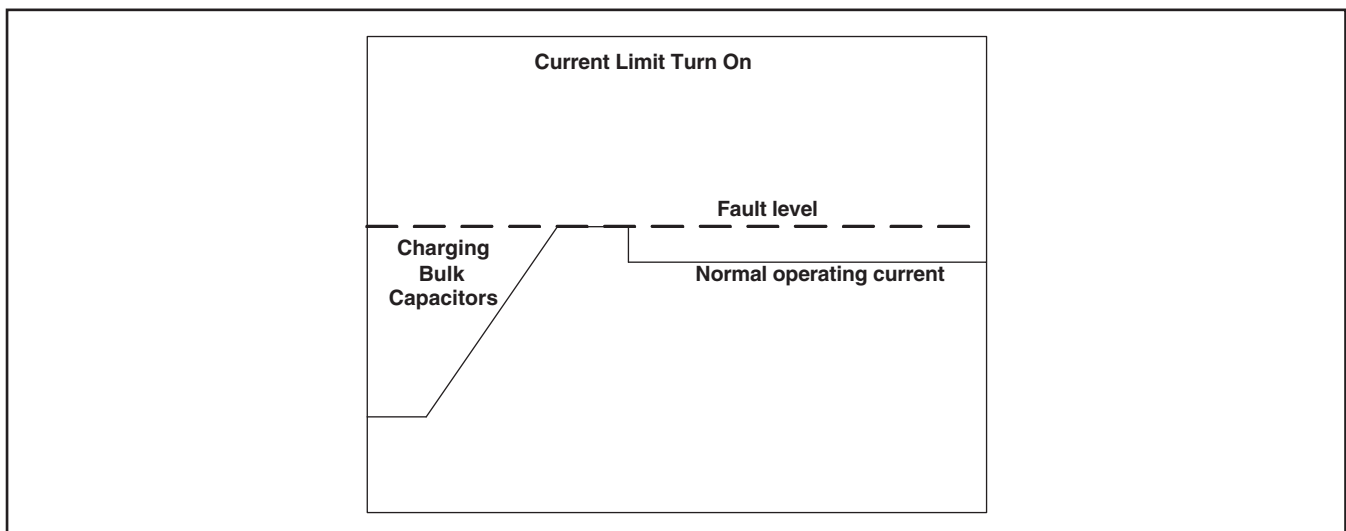 Current Limit Turn On
Fault level
Charging
Bulk
Capacitors
Normal operating current